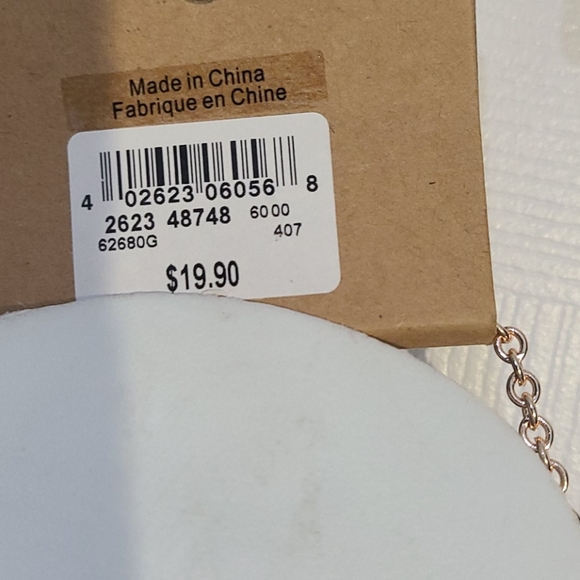 Made in China
Fabrique en Chine
4 02623 06056 8
2623 48748 6000
62680G 407
$19.90